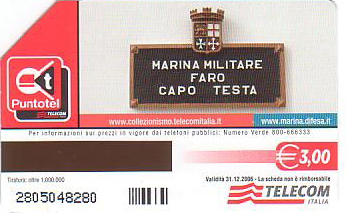 MARINA MILITARE
FARO
CAPO TESTA
Puntotel
TELECOM
www.collezionismo.telecomitalia.it
www.marina.difesa.it
Per informazioni sui prezzi in vigore dai telefoni pubblici: Numero Verde 800-666333
€ 3,00
Tiratura: oltre 1.000.000
Validità 31.12.2006 - La scheda non è rimborsabile
2805048280
TELECOM
ITALIA